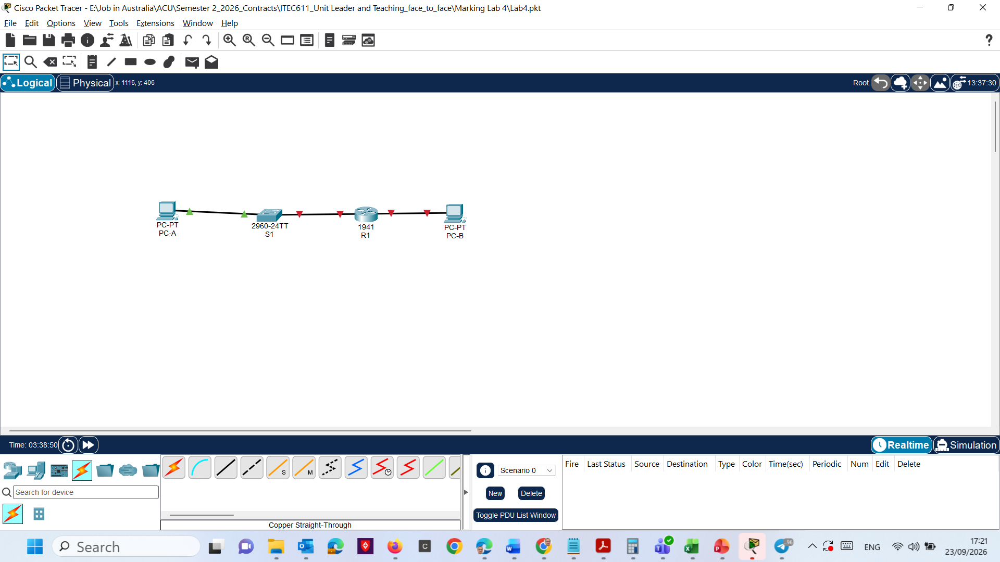 Cisco Packet Tracer - E:\Job in Australia\ACU\Semester 2_2026_Contracts\ITEC611_Unit Leader and Teaching_face_to_face\Marking Lab 4\Lab4.pkt
File Edit Options View Tools Extensions Window Help
?
Logical Physical x: 1116, y: 406 Root 13:37:30
PC-PT
PC-A
2960-24TT
S1
1941
R1
PC-PT
PC-B
Time: 03:38:50 Realtime Simulation
S M
Search for device
Copper Straight-Through
Scenario 0
New Delete
Toggle PDU List Window
Fire Last Status Source Destination Type Color Time(sec) Periodic Num Edit Delete
Search
C
96
ENG
17:21
23/09/2026